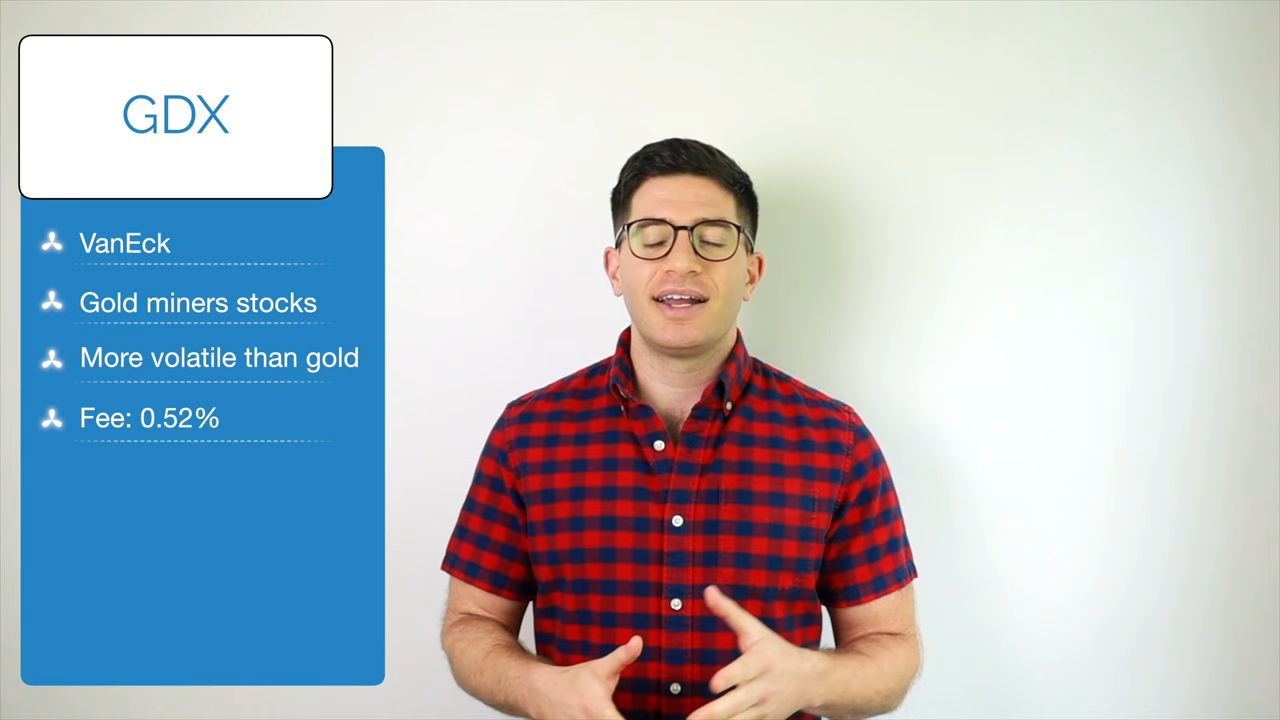 GDX
VanEck
Gold miners stocks
More volatile than gold
Fee: 0.52%